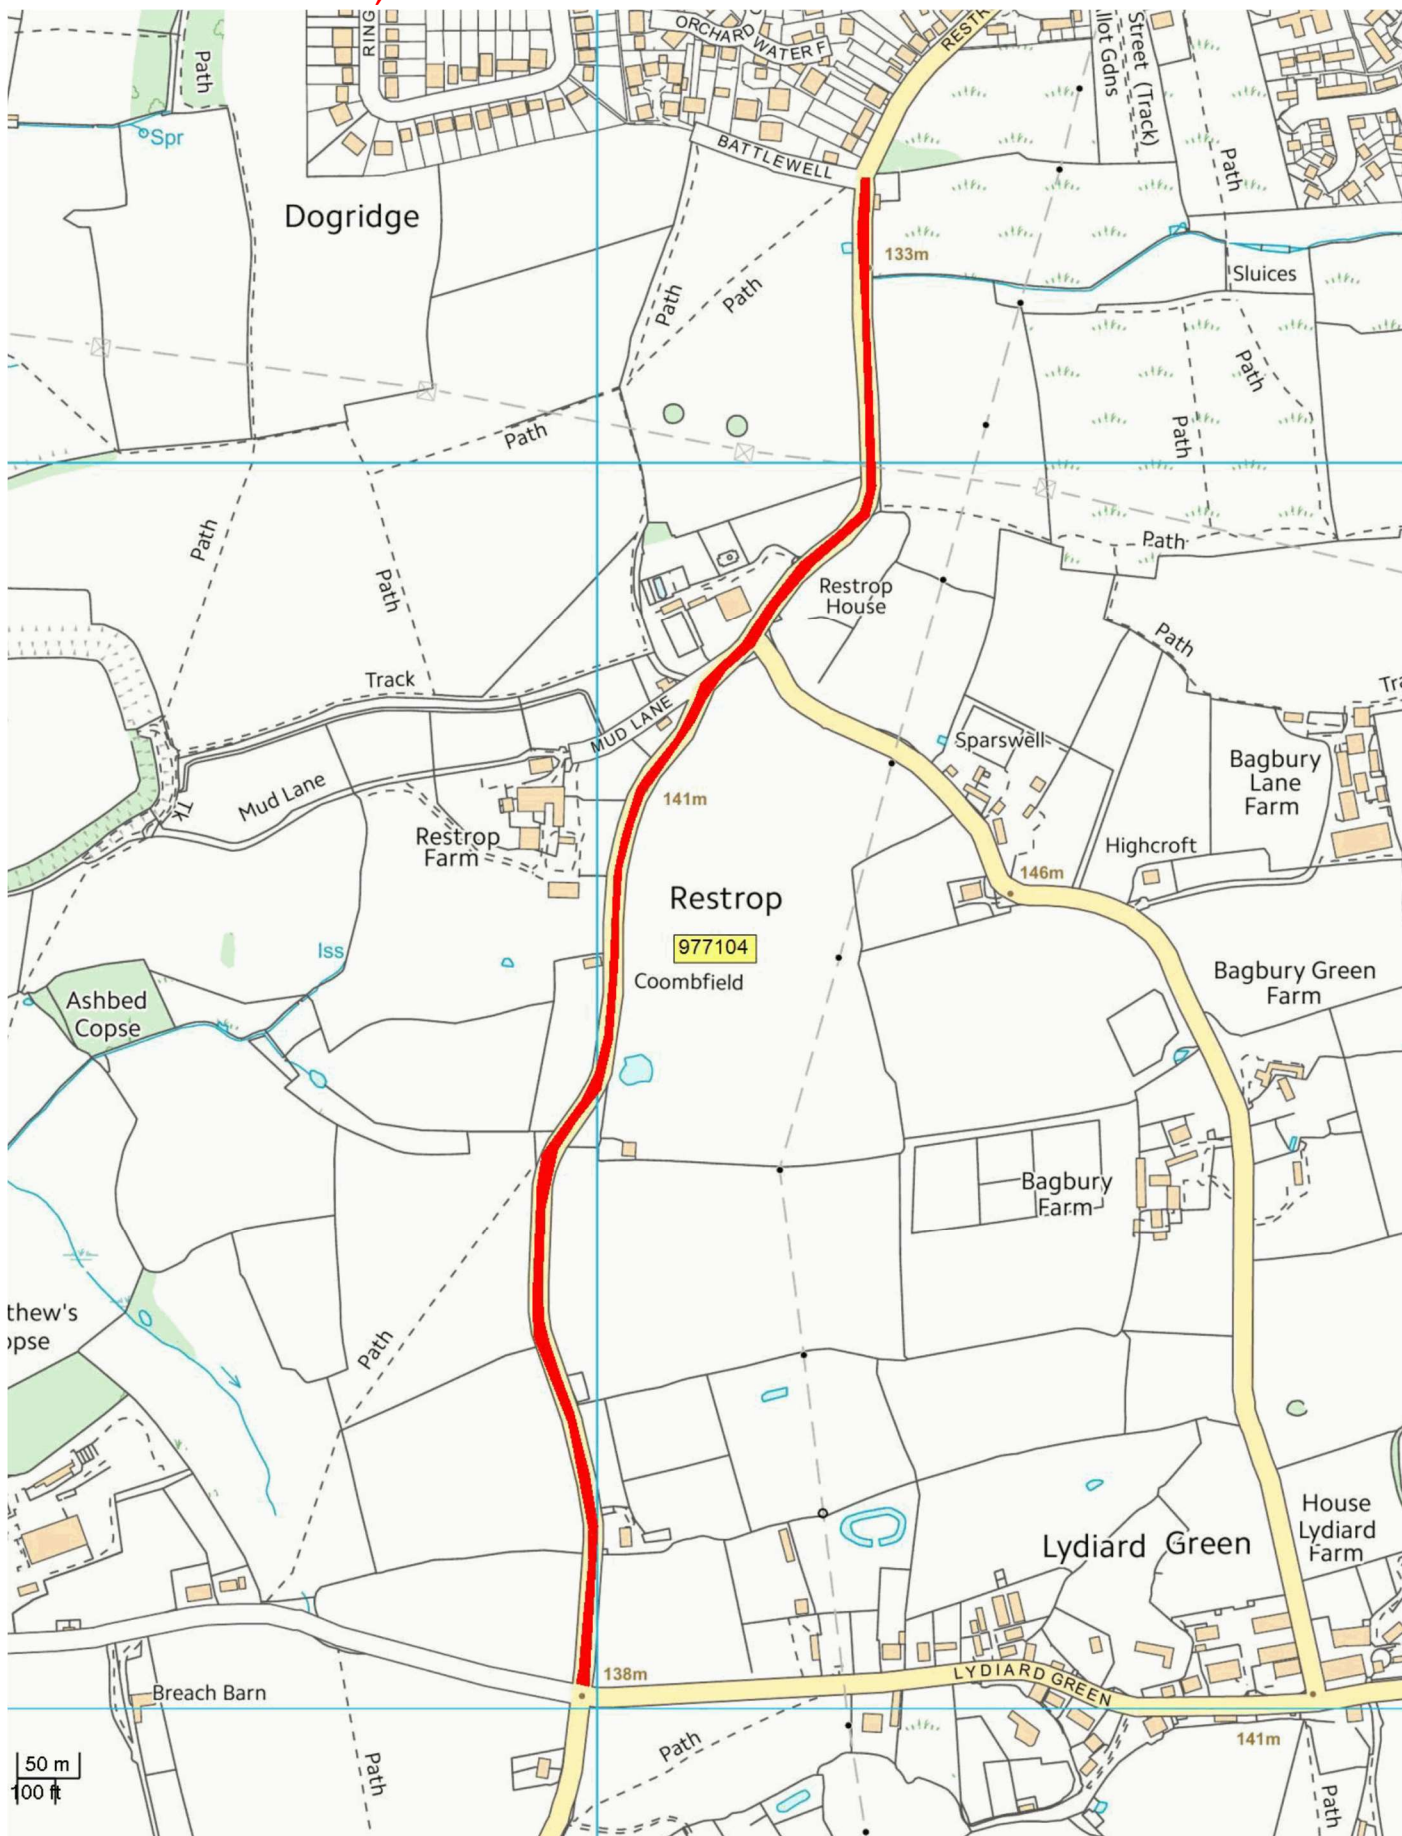 RING
ORCHARD
WATER F
RESTR
llot Gdns
Street (Track)
Path
Spr
BATTLEWELL
Path
Dogridge
133m
Sluices
Path
Path
Path
Path
Path
Path
Path
Path
Restrop
House
Path
Track
Tra
MUD LANE
Sparswell
Bagbury
Lane
Farm
Mud Lane
Tk
141m
Restrop
Farm
Highcroft
146m
Restrop
977104
Iss
Coombfield
Bagbury Green
Farm
Ashbed
Copse
Bagbury
Farm
thew's
opse
Path
House
Lydiard
Farm
Lydiard Green
138m
LYDIARD GREEN
Breach Barn
141m
Path
Path
Path
50 m
100 ft